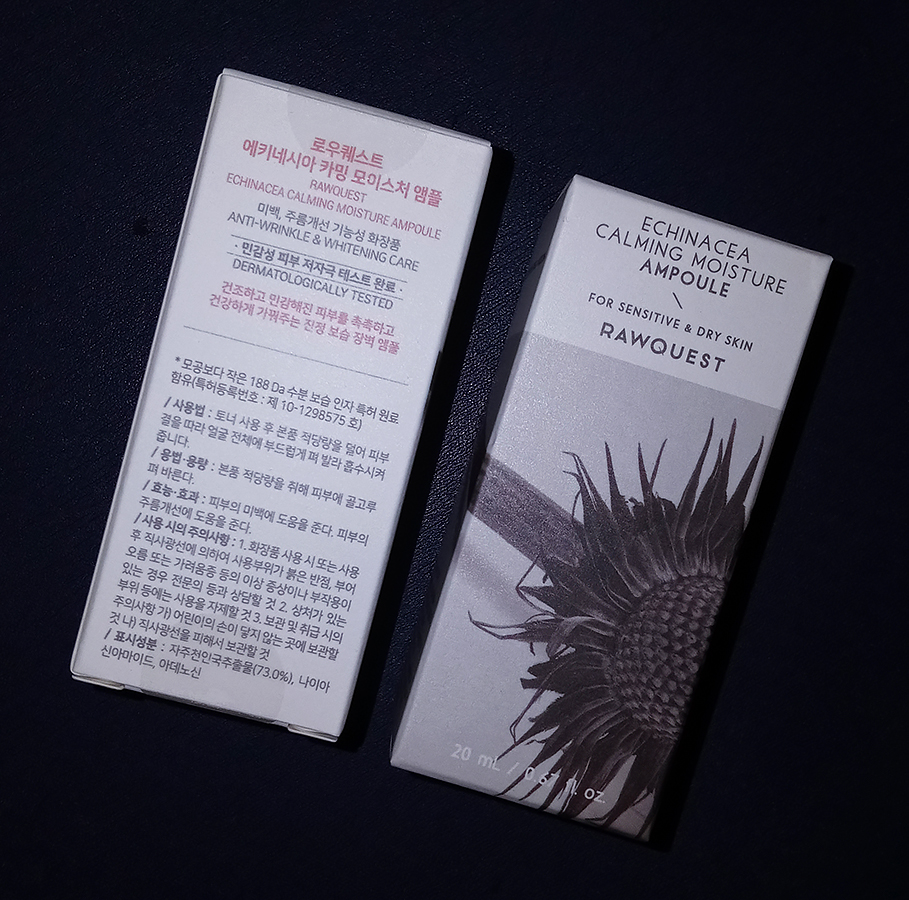 로우퀘스트
에키네시아 카밍 모이스처 앰플
RAWQUEST
ECHINACEA CALMING MOISTURE AMPOULE
미백, 주름개선 기능성 화장품
ANTI-WRINKLE & WHITENING CARE
· 민감성 피부 저자극 테스트 완료 ·
DERMATOLOGICALLY TESTED
건조하고 민감해진 피부를 촉촉하고
건강하게 가꿔주는 진정 보습 장벽 앰플
* 모공보다 작은 188 Da 수분 보습 인자 특허 원료
함유(특허등록번호 : 제 10-1298575 호)
/ 사용법 : 토너 사용 후 본품 적당량을 덜어 피부
결을 따라 얼굴 전체에 부드럽게 펴 발라 흡수시켜
줍니다.
/ 용법·용량 : 본품 적당량을 취해 피부에 골고루
펴 바른다.
/ 효능·효과 : 피부의 미백에 도움을 준다. 피부의
주름개선에 도움을 준다.
/ 사용 시의 주의사항 : 1. 화장품 사용 시 또는 사용
후 직사광선에 의하여 사용부위가 붉은 반점, 부어
오름 또는 가려움증 등의 이상 증상이나 부작용이
있는 경우 전문의 등과 상담할 것 2. 상처가 있는
부위 등에는 사용을 자제할 것 3. 보관 및 취급 시의
주의사항 가) 어린이의 손이 닿지 않는 곳에 보관할
것 나) 직사광선을 피해서 보관할 것
/ 표시성분 : 자주천인국추출물(73.0%), 나이아
신아마이드, 아데노신
ECHINACEA
CALMING MOISTURE
AMPOULE
\
FOR SENSITIVE & DRY SKIN
RAWQUEST
20 mL / 0.67 fl. oz.